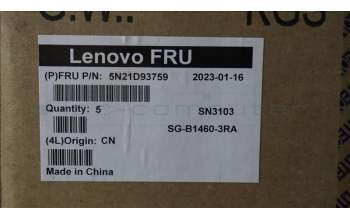 Lenovo FRU
(P)FRU P/N: 5N21D93759 2023-01-16
Quantity: 5 SN3103
SG-B1460-3RA
(4L)Origin: CN
Made in China